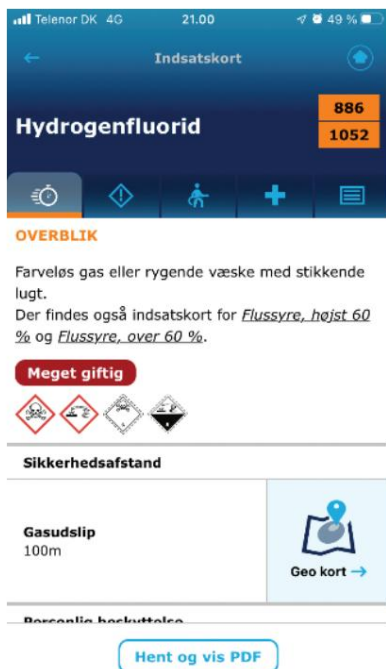 Telenor DK 4G 21.00 49 %
Indsatskort
Hydrogenfluorid
886
1052
OVERBLIK
Farveløs gas eller rygende væske med stikkende
lugt.
Der findes også indsatskort for Flussyre, højst 60
% og Flussyre, over 60 %.
Meget giftig
Sikkerhedsafstand
Gasudslip
100m
Geo kort →
Personlig beskyttelse
Hent og vis PDF